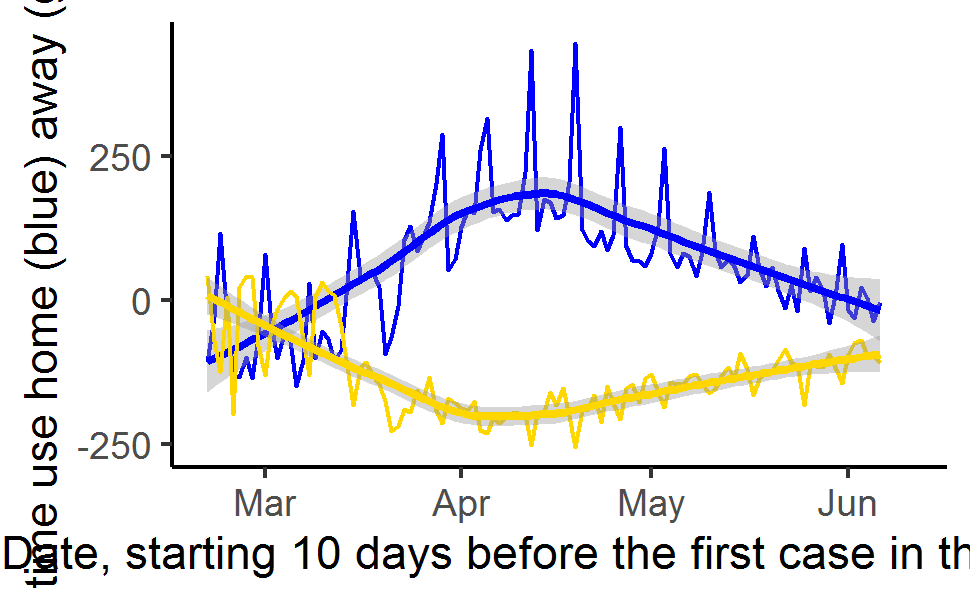 time use home (blue) away (
250
0
-250
Mar Apr May Jun
Date, starting 10 days before the first case in th